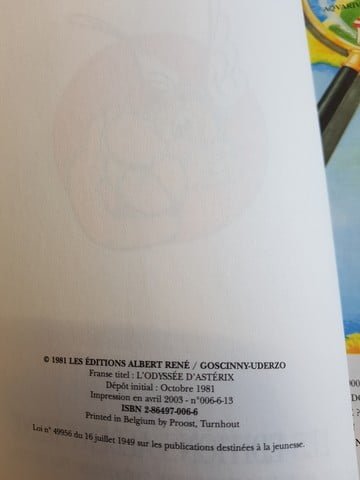 AQVARIV
© 1981 LES ÉDITIONS ALBERT RENÉ / GOSCINNY-UDERZO
Franse titel : L'ODYSSÉE D'ASTÉRIX
Dépôt initial : Octobre 1981
Impression en avril 2003 - n°006-6-13
ISBN 2-86497-006-6
Printed in Belgium by Proost, Turnhout
Loi n° 49956 du 16 juillet 1949 sur les publications destinées à la jeunesse.